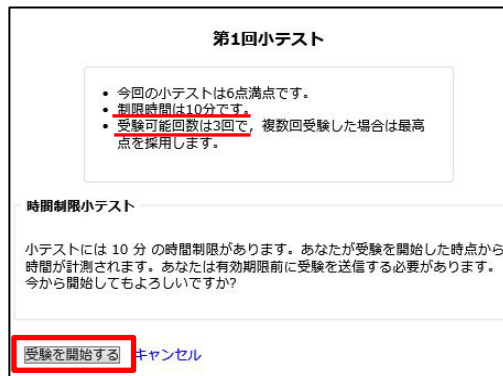 第1回小テスト
• 今回の小テストは6点満点です。
• 制限時間は10分です。
• 受験可能回数は3回で，複数回受験した場合は最高
点を採用します。
時間制限小テスト
小テストには 10 分 の時間制限があります。あなたが受験を開始した時点から
時間が計測されます。あなたは有効期限前に受験を送信する必要があります。
今から開始してもよろしいですか?
受験を開始する キャンセル